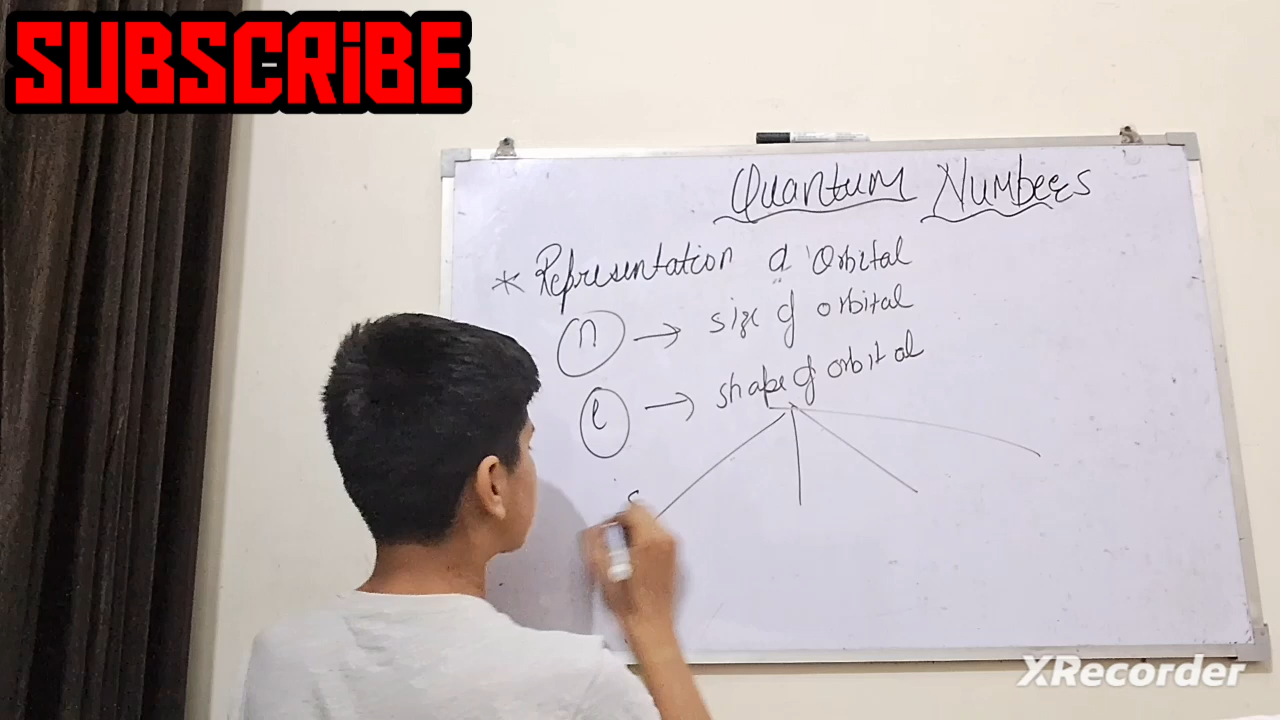 SUBSCRiBE
Quantum Numbers
* Representation of Orbital
n → size of orbital
l → shape of orbital
s
XRecorder